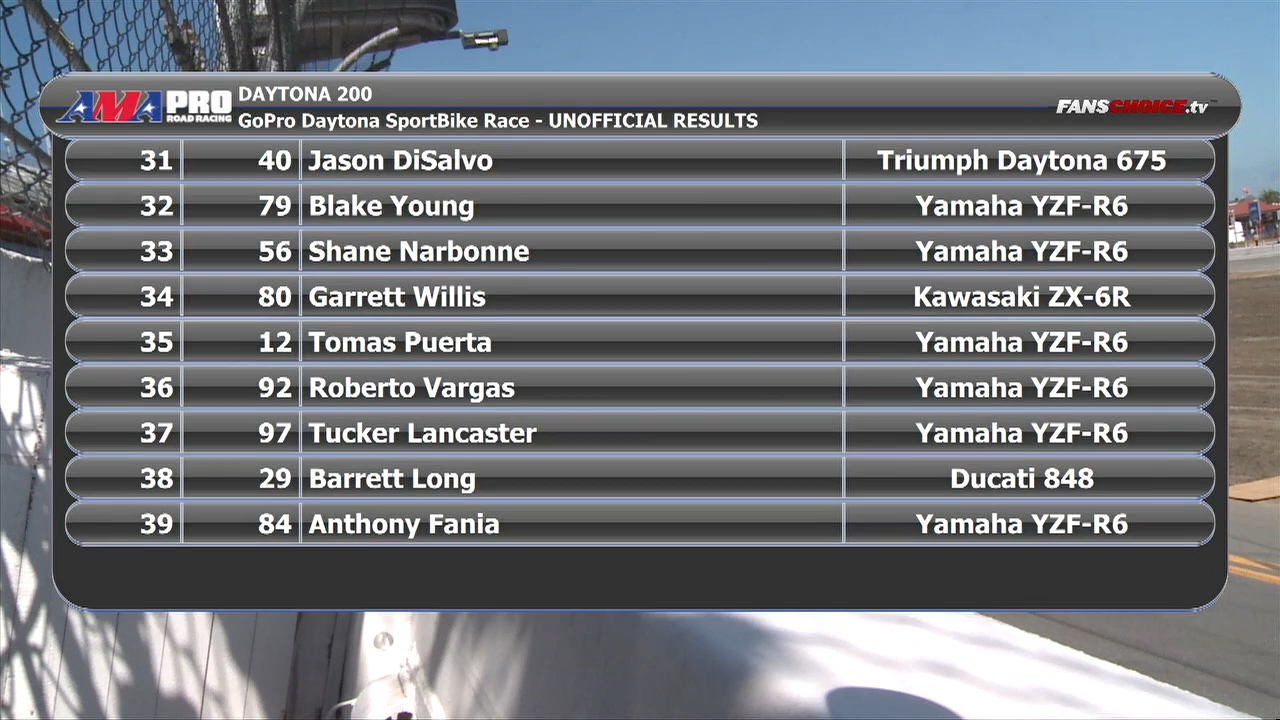 AMA PRO
ROAD RACING
DAYTONA 200
GoPro Daytona SportBike Race - UNOFFICIAL RESULTS
FANSCHOICE.tv
31 40 Jason DiSalvo Triumph Daytona 675
32 79 Blake Young Yamaha YZF-R6
33 56 Shane Narbonne Yamaha YZF-R6
34 80 Garrett Willis Kawasaki ZX-6R
35 12 Tomas Puerta Yamaha YZF-R6
36 92 Roberto Vargas Yamaha YZF-R6
37 97 Tucker Lancaster Yamaha YZF-R6
38 29 Barrett Long Ducati 848
39 84 Anthony Fania Yamaha YZF-R6